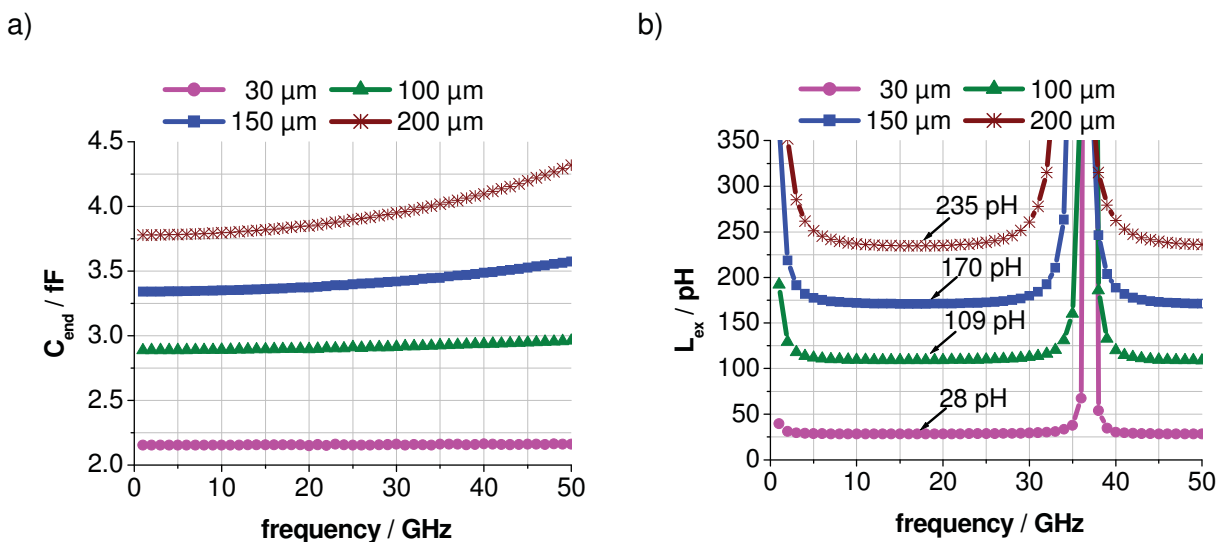 a)
30 µm 100 µm
150 µm 200 µm
4.5
4.0
3.5
3.0
2.5
2.0
0 10 20 30 40 50
C_end / fF
frequency / GHz
b)
30 µm 100 µm
150 µm 200 µm
350
300
250
200
150
100
50
0
0 10 20 30 40 50
L_ex / pH
235 pH
170 pH
109 pH
28 pH
frequency / GHz